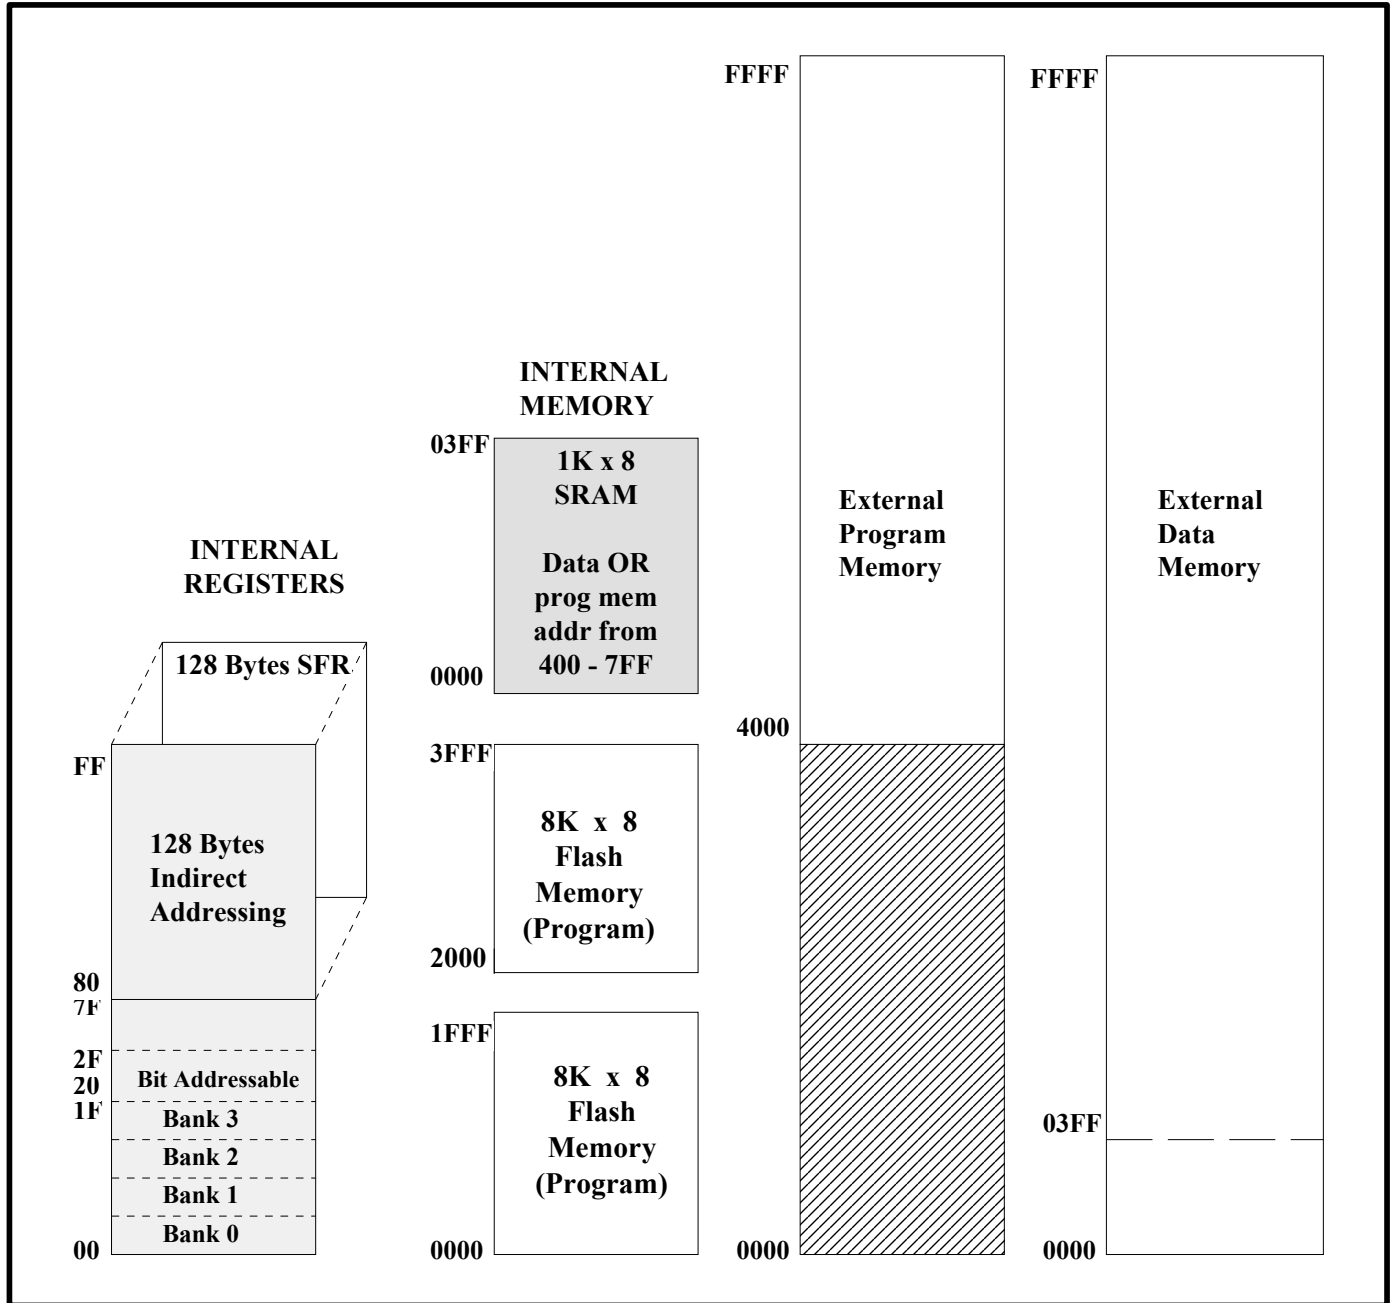 INTERNAL
REGISTERS
128 Bytes SFR
FF
128 Bytes
Indirect
Addressing
80
7F
2F
20
Bit Addressable
1F
Bank 3
Bank 2
Bank 1
Bank 0
00
INTERNAL
MEMORY
03FF
1K x 8
SRAM
Data OR
prog mem
addr from
400 - 7FF
0000
3FFF
8K x 8
Flash
Memory
(Program)
2000
1FFF
8K x 8
Flash
Memory
(Program)
0000
FFFF
External
Program
Memory
4000
0000
FFFF
External
Data
Memory
03FF
0000